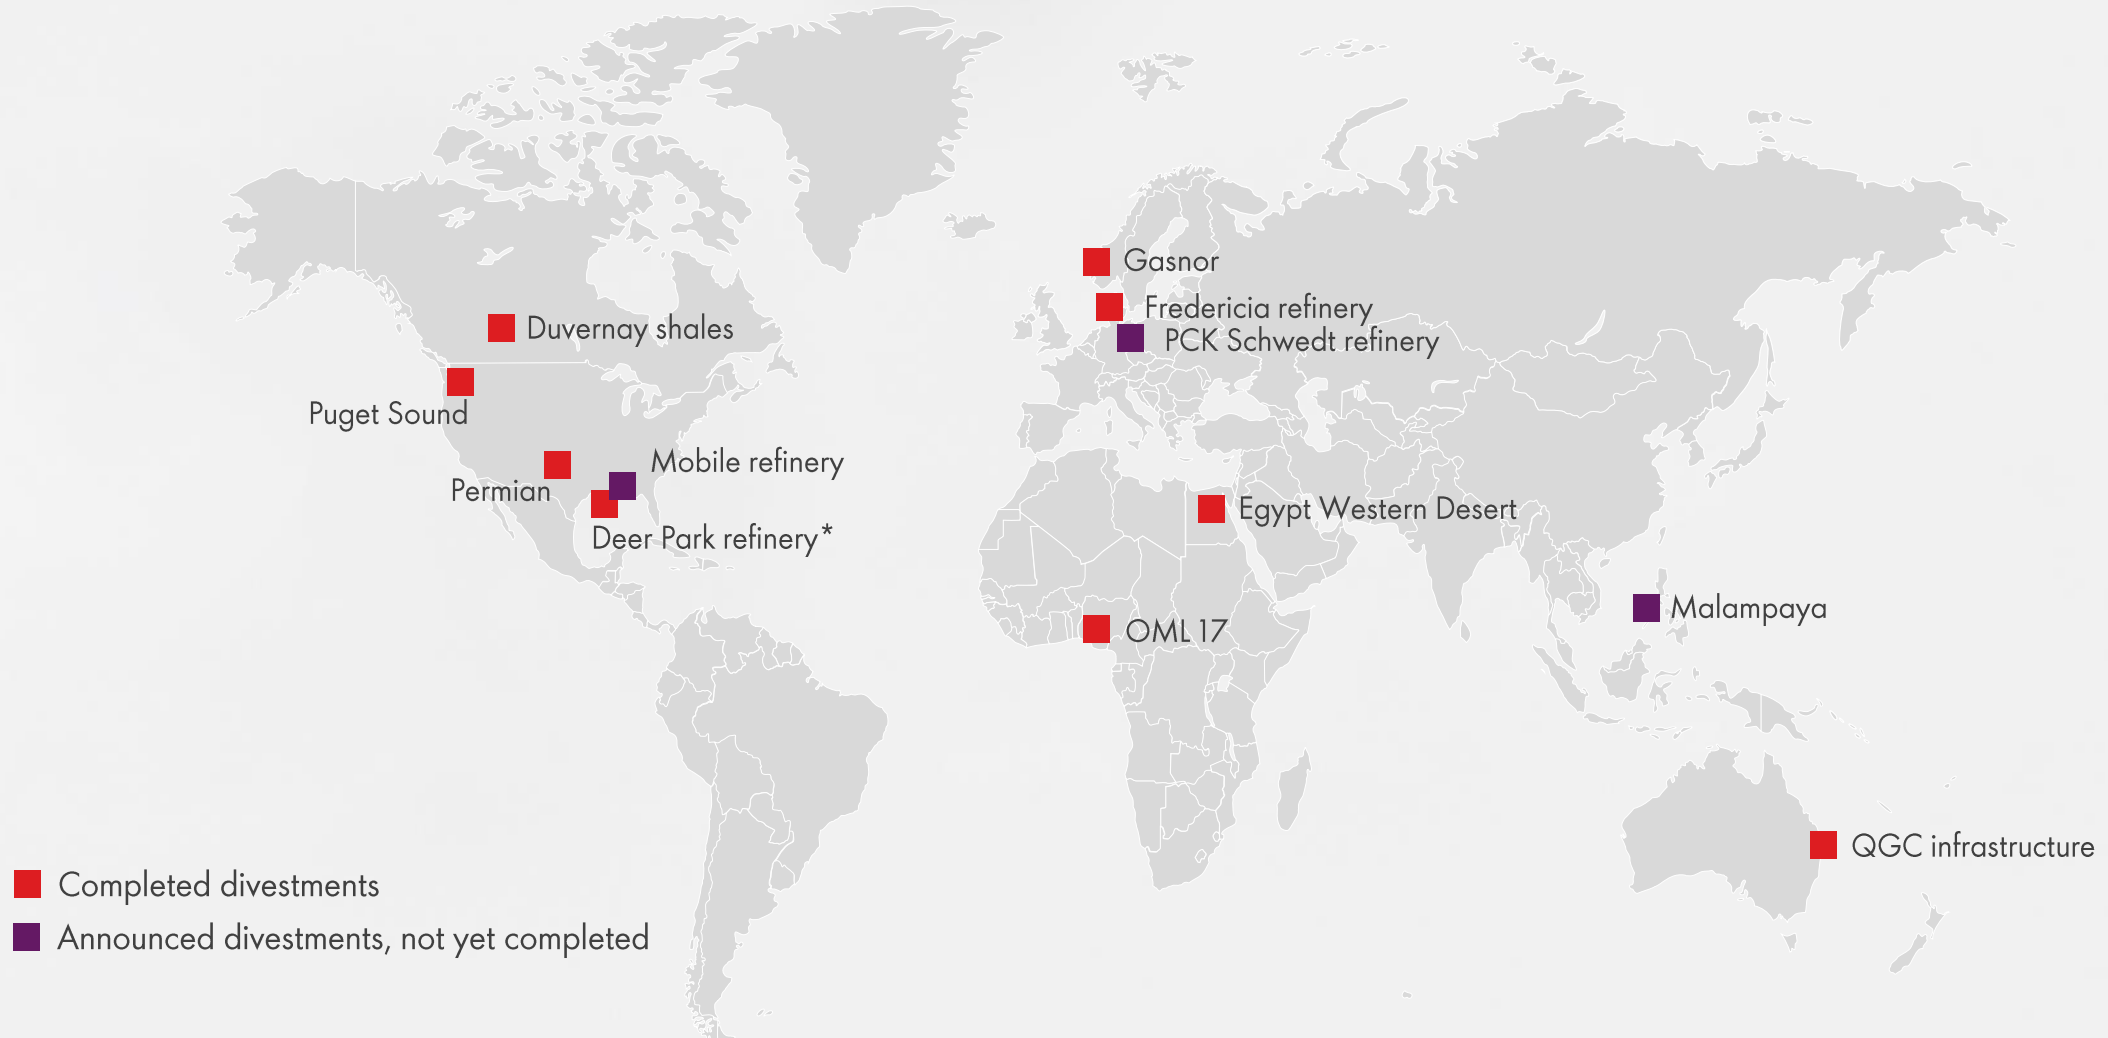 Gasnor
Fredericia refinery
PCK Schwedt refinery
Duvernay shales
Puget Sound
Mobile refinery
Permian
Deer Park refinery*
Egypt Western Desert
OML 17
Malampaya
QGC infrastructure
Completed divestments
Announced divestments, not yet completed